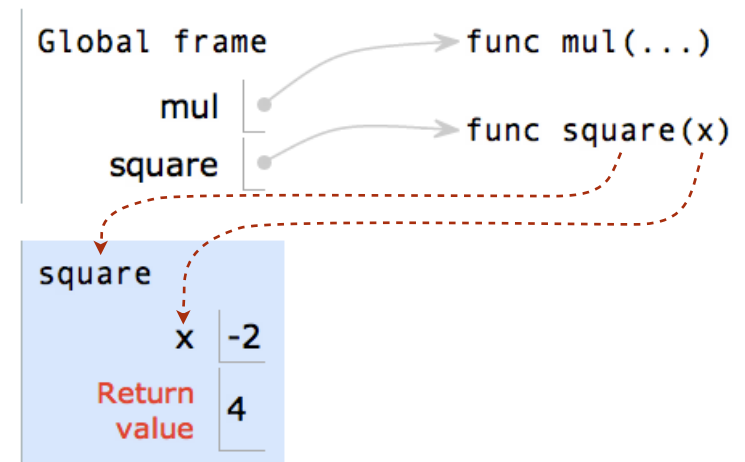 Global frame
func mul(...)
mul
func square(x)
square
square
x -2
Return
value 4